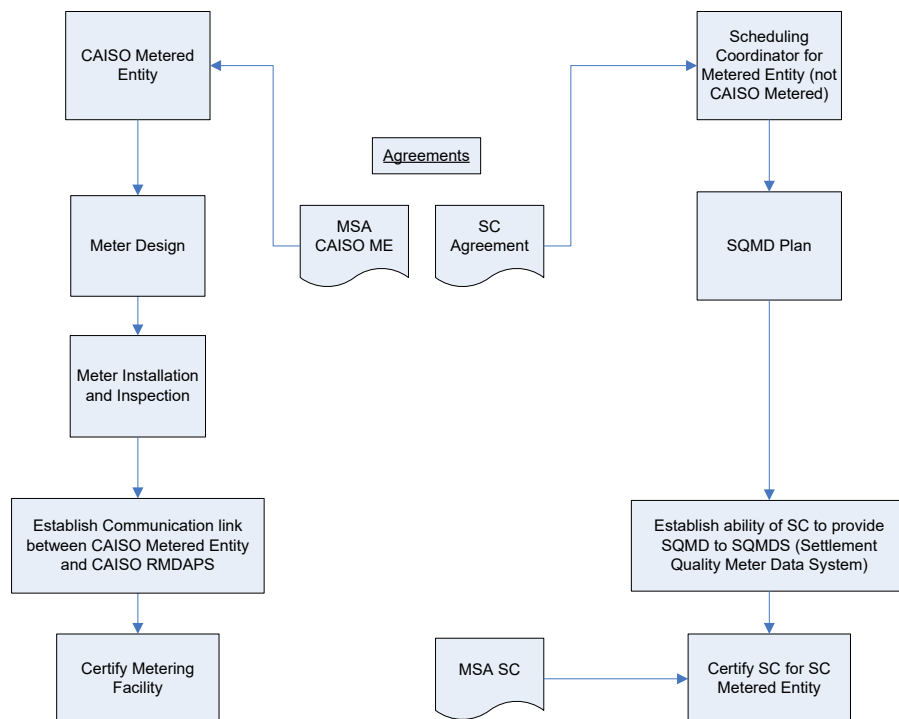 CAISO Metered
Entity
Scheduling
Coordinator for
Metered Entity (not
CAISO Metered)
Agreements
MSA
CAISO ME
SC
Agreement
Meter Design
SQMD Plan
Meter Installation
and Inspection
Establish Communication link
between CAISO Metered Entity
and CAISO RMDAPS
Establish ability of SC to provide
SQMD to SQMDS (Settlement
Quality Meter Data System)
Certify Metering
Facility
MSA SC
Certify SC for SC
Metered Entity